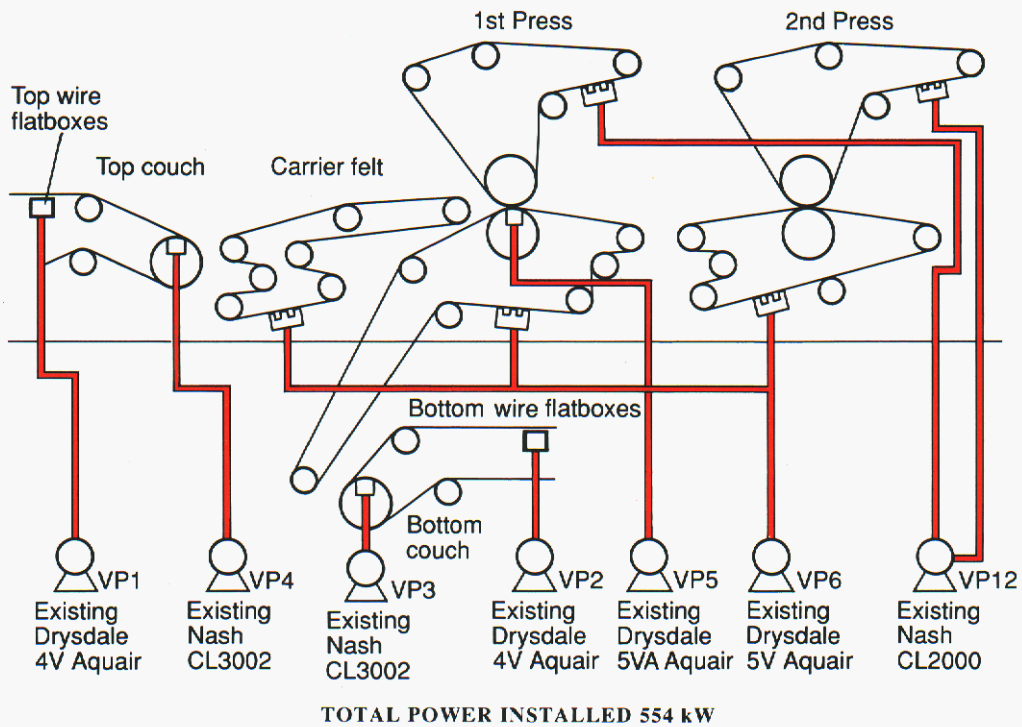 1st Press
2nd Press
Top wire
flatboxes
Top couch
Carrier felt
Bottom wire flatboxes
Bottom
couch
VP1
VP4
VP3
VP2
VP5
VP6
VP12
Existing
Drysdale
4V Aquair
Existing
Nash
CL3002
Existing
Nash
CL3002
Existing
Drysdale
4V Aquair
Existing
Drysdale
5VA Aquair
Existing
Drysdale
5V Aquair
Existing
Nash
CL2000
TOTAL POWER INSTALLED 554 kW